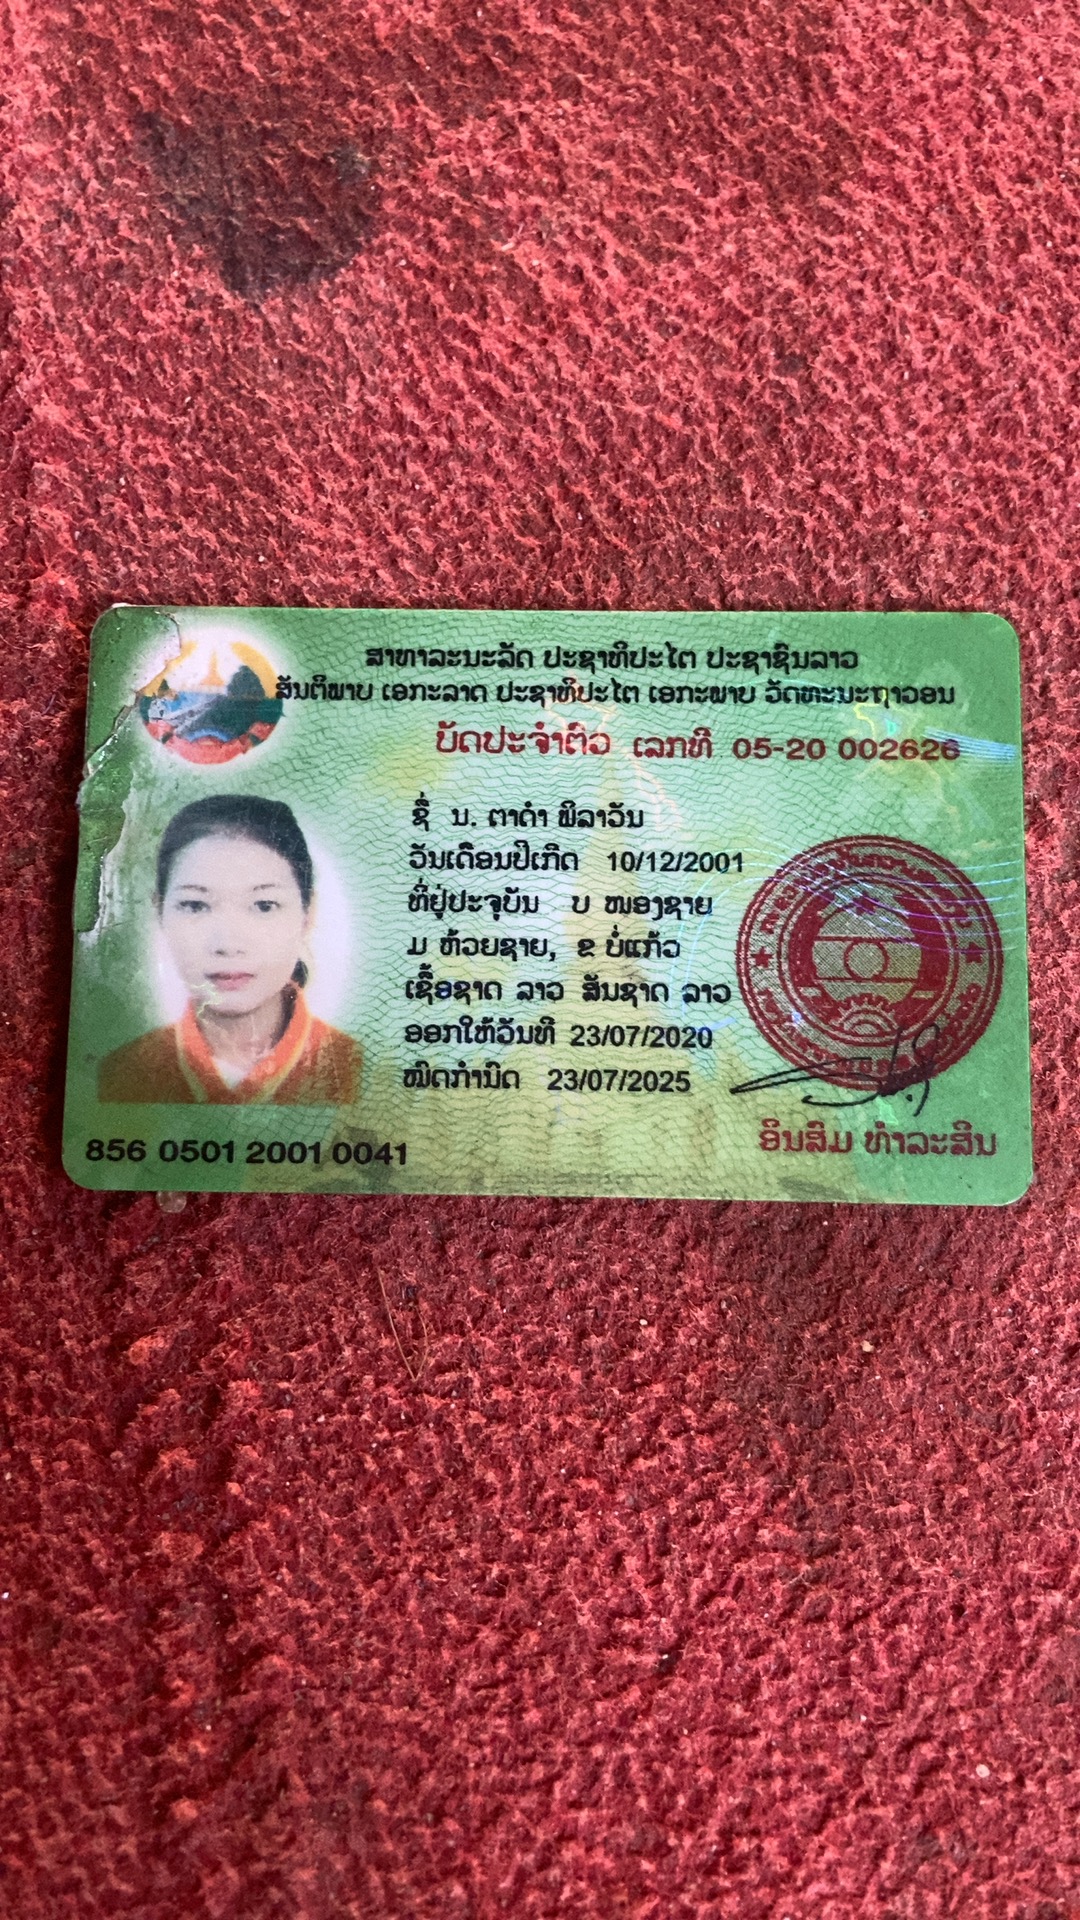 ສາທາລະນະລັດ ປະຊາທິປະໄຕ ປະຊາຊົນລາວ
ສັນຕິພາບ ເອກະລາດ ປະຊາທິປະໄຕ ເອກະພາບ ວັດທະນະຖາວອນ
ບັດປະຈຳຕົວ ເລກທີ 05-20 002626
ຊື່ ນ. ຕາດຳ ພິລາວັນ
ວັນເດືອນປີເກີດ 10/12/2001
ທີ່ຢູ່ປະຈຸບັນ ບ ໜອງຊາຍ
ມ ຫ້ວຍຊາຍ, ຂ ບໍ່ແກ້ວ
ເຊື້ອຊາດ ລາວ ສັນຊາດ ລາວ
ອອກໃຫ້ວັນທີ 23/07/2020
ໝົດກຳນົດ 23/07/2025
856 0501 2001 0041
ອິນສົມ ທຳລະສິນ